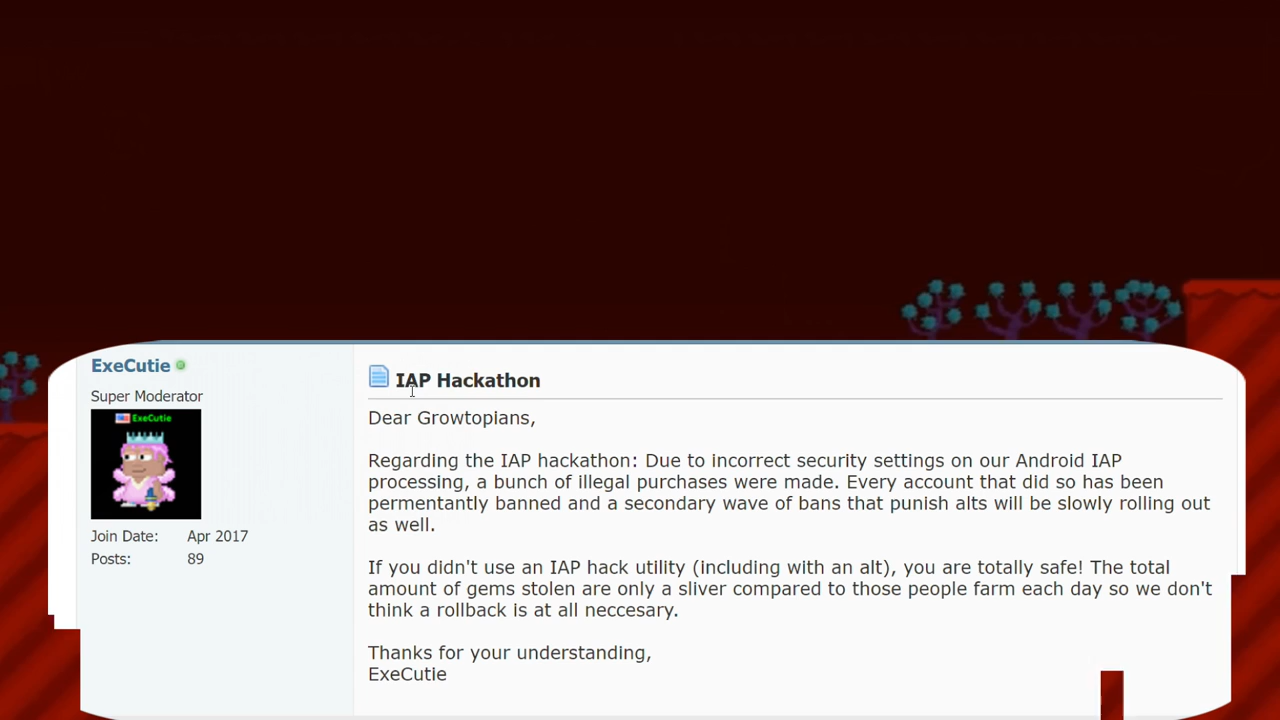 ExeCutie
Super Moderator
ExeCutie
Join Date: Apr 2017
Posts: 89
IAP Hackathon
Dear Growtopians,
Regarding the IAP hackathon: Due to incorrect security settings on our Android IAP
processing, a bunch of illegal purchases were made. Every account that did so has been
permentantly banned and a secondary wave of bans that punish alts will be slowly rolling out
as well.
If you didn't use an IAP hack utility (including with an alt), you are totally safe! The total
amount of gems stolen are only a sliver compared to those people farm each day so we don't
think a rollback is at all neccesary.
Thanks for your understanding,
ExeCutie